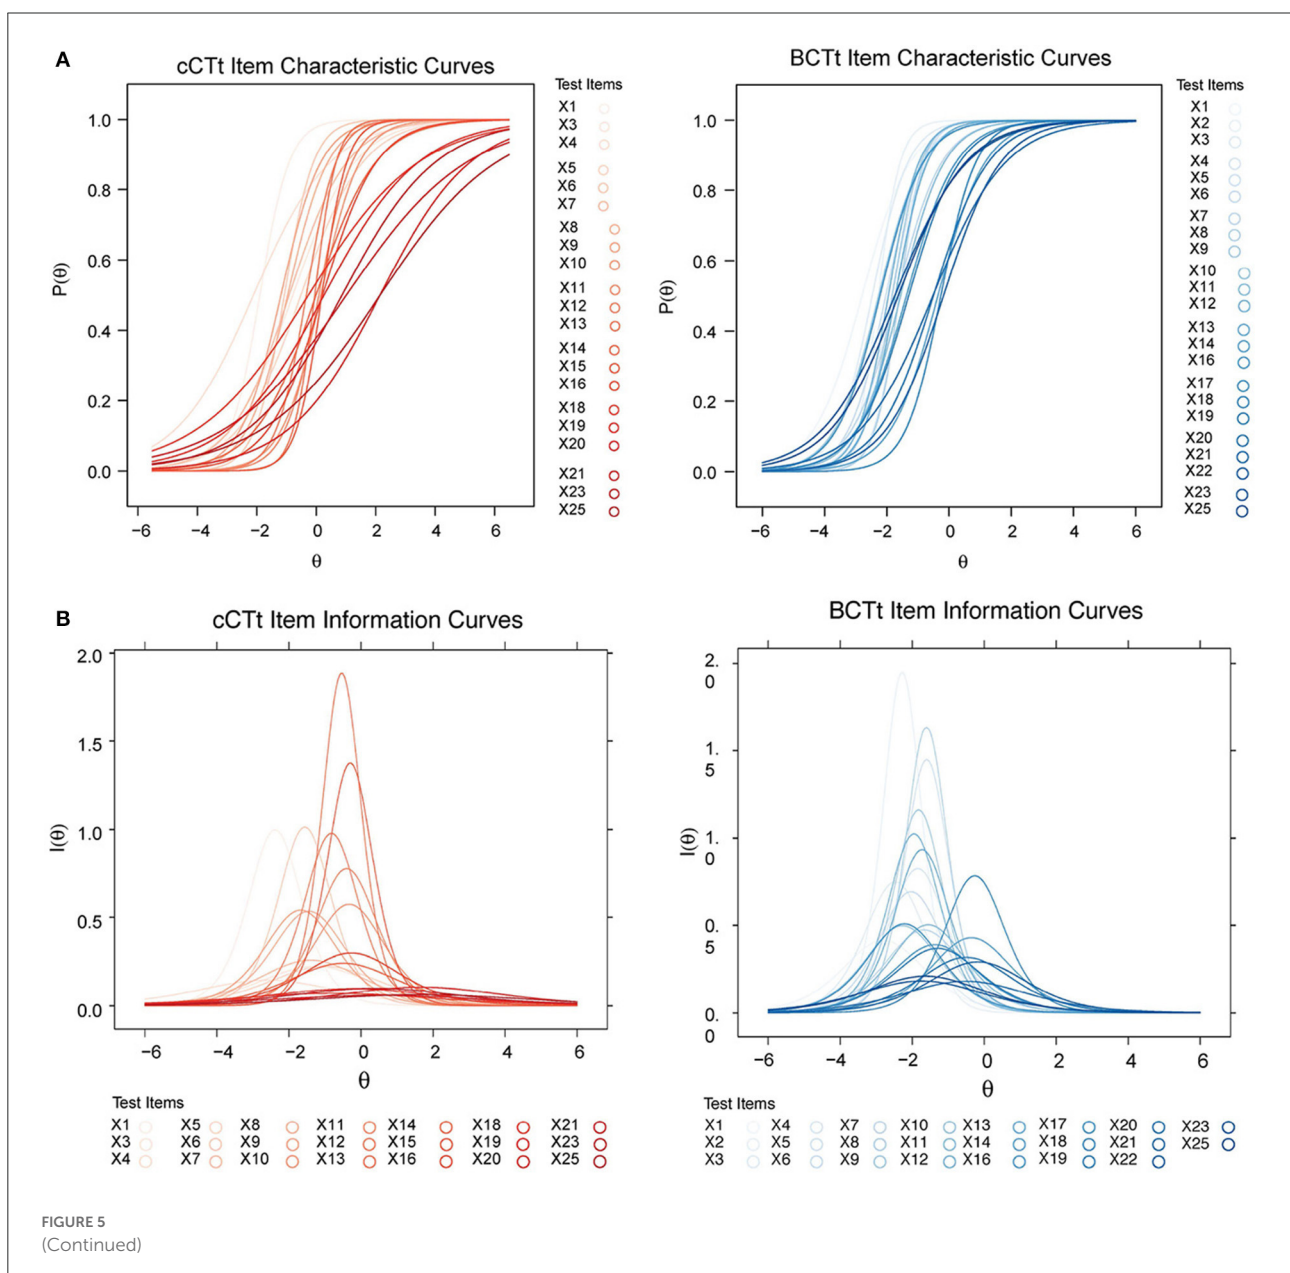 A
cCTt Item Characteristic Curves
P(θ)
1.0
0.8
0.6
0.4
0.2
0.0
−6 −4 −2 0 2 4 6
θ
Test Items
X1
X3
X4
X5
X6
X7
X8
X9
X10
X11
X12
X13
X14
X15
X16
X18
X19
X20
X21
X23
X25
BCTt Item Characteristic Curves
P(θ)
1.0
0.8
0.6
0.4
0.2
0.0
−6 −4 −2 0 2 4 6
θ
Test Items
X1
X2
X3
X4
X5
X6
X7
X8
X9
X10
X11
X12
X13
X14
X16
X17
X18
X19
X20
X21
X22
X23
X25
B
cCTt Item Information Curves
I(θ)
2.0
1.5
1.0
0.5
0.0
−6 −4 −2 0 2 4 6
θ
Test Items
X1 X5 X8 X11 X14 X18 X21
X3 X6 X9 X12 X15 X19 X23
X4 X7 X10 X13 X16 X20 X25
BCTt Item Information Curves
I(θ)
2.
0
1.
5
1.
0
0.
5
0.
0
−6 −4 −2 0 2 4 6
θ
Test Items
X1 X4 X7 X10 X13 X17 X20 X23
X2 X5 X8 X11 X14 X18 X21 X25
X3 X6 X9 X12 X16 X19 X22
FIGURE 5
(Continued)